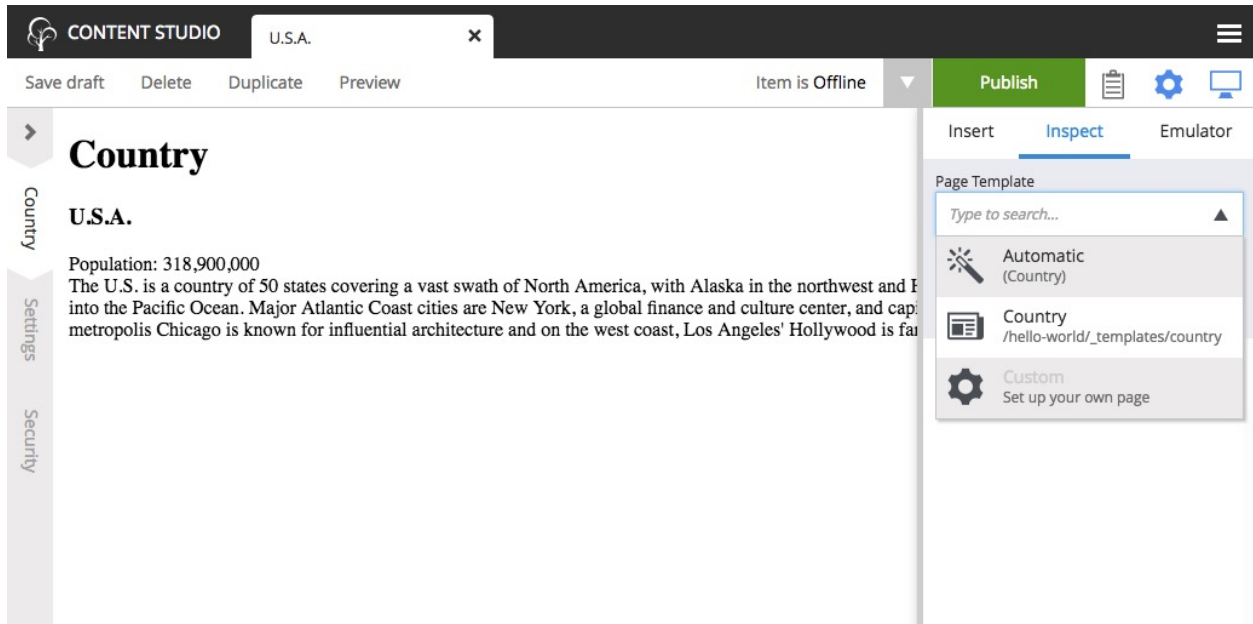 CONTENT STUDIO
U.S.A.
Save draft Delete Duplicate Preview Item is Offline Publish
Insert Inspect Emulator
Country
Settings
Security
Country
U.S.A.
Population: 318,900,000
The U.S. is a country of 50 states covering a vast swath of North America, with Alaska in the northwest and
into the Pacific Ocean. Major Atlantic Coast cities are New York, a global finance and culture center, and
metropolis Chicago is known for influential architecture and on the west coast, Los Angeles' Hollywood is
Page Template
Type to search...
Automatic
(Country)
Country
/hello-world/_templates/country
Custom
Set up your own page